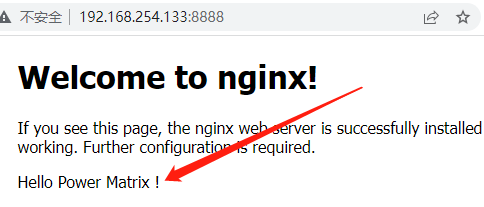 不安全 192.168.254.133:8888
Welcome to nginx!
If you see this page, the nginx web server is successfully installed
working. Further configuration is required.
Hello Power Matrix !